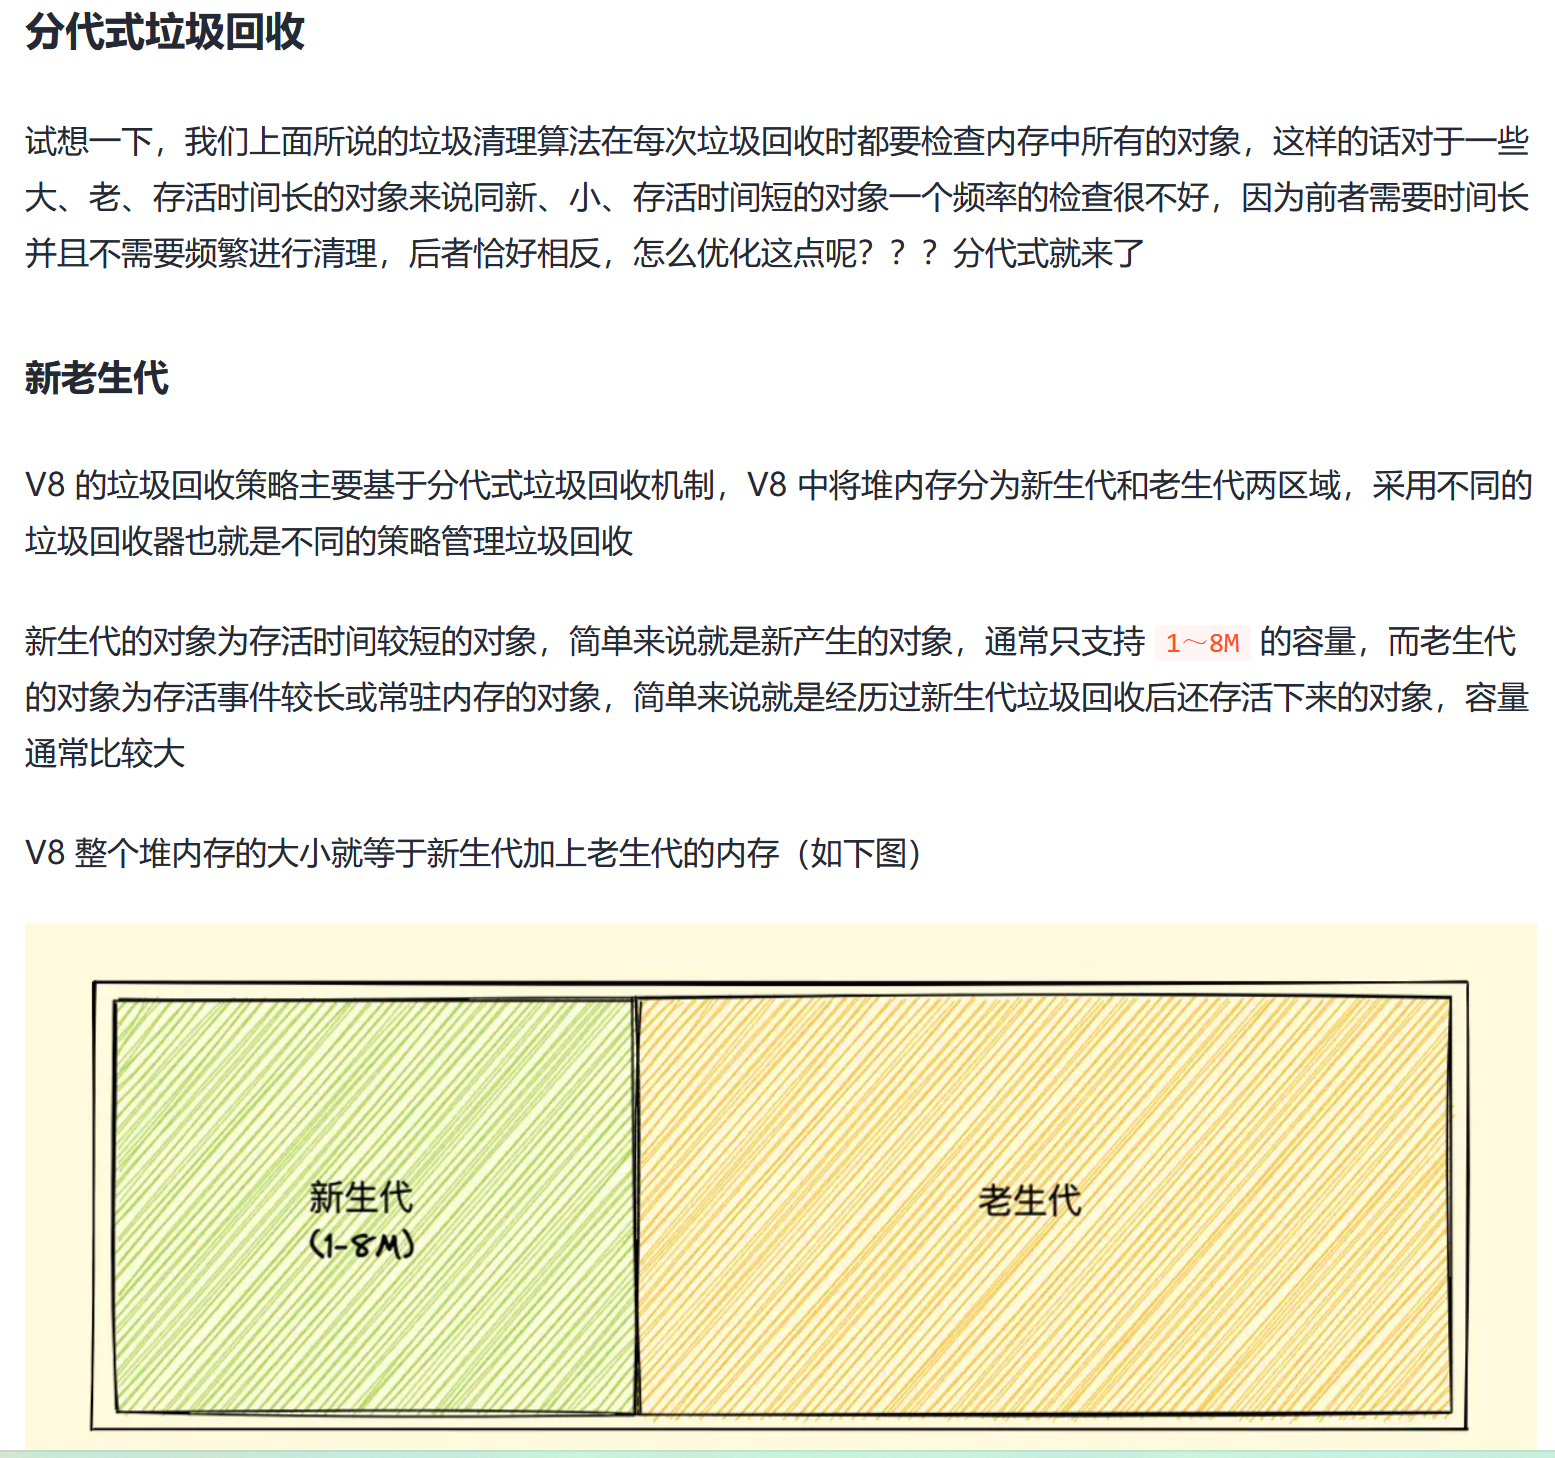 分代式垃圾回收
试想一下，我们上面所说的垃圾清理算法在每次垃圾回收时都要检查内存中所有的对象，这样的话对于一些
大、老、存活时间长的对象来说同新、小、存活时间短的对象一个频率的检查很不好，因为前者需要时间长
并且不需要频繁进行清理，后者恰好相反，怎么优化这点呢？？？分代式就来了
新老生代
V8 的垃圾回收策略主要基于分代式垃圾回收机制，V8 中将堆内存分为新生代和老生代两区域，采用不同的
垃圾回收器也就是不同的策略管理垃圾回收
新生代的对象为存活时间较短的对象，简单来说就是新产生的对象，通常只支持 1～8M 的容量，而老生代
的对象为存活事件较长或常驻内存的对象，简单来说就是经历过新生代垃圾回收后还存活下来的对象，容量
通常比较大
V8 整个堆内存的大小就等于新生代加上老生代的内存（如下图）
新生代
(1-8M)
老生代